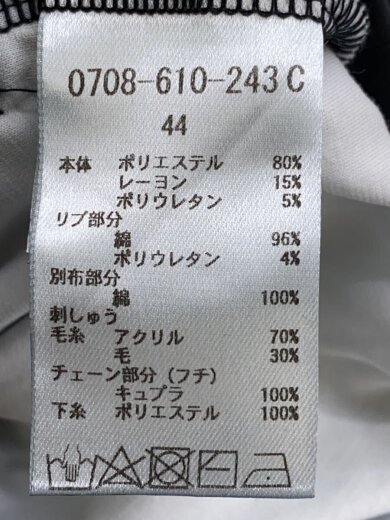 0708-610-243 C
44
本体 ポリエステル 80%
レーヨン 15%
ポリウレタン 5%
リブ部分
綿 96%
ポリウレタン 4%
別布部分
綿 100%
刺しゅう
毛糸 アクリル 70%
毛 30%
チェーン部分（フチ）
キュプラ 100%
下糸 ポリエステル 100%